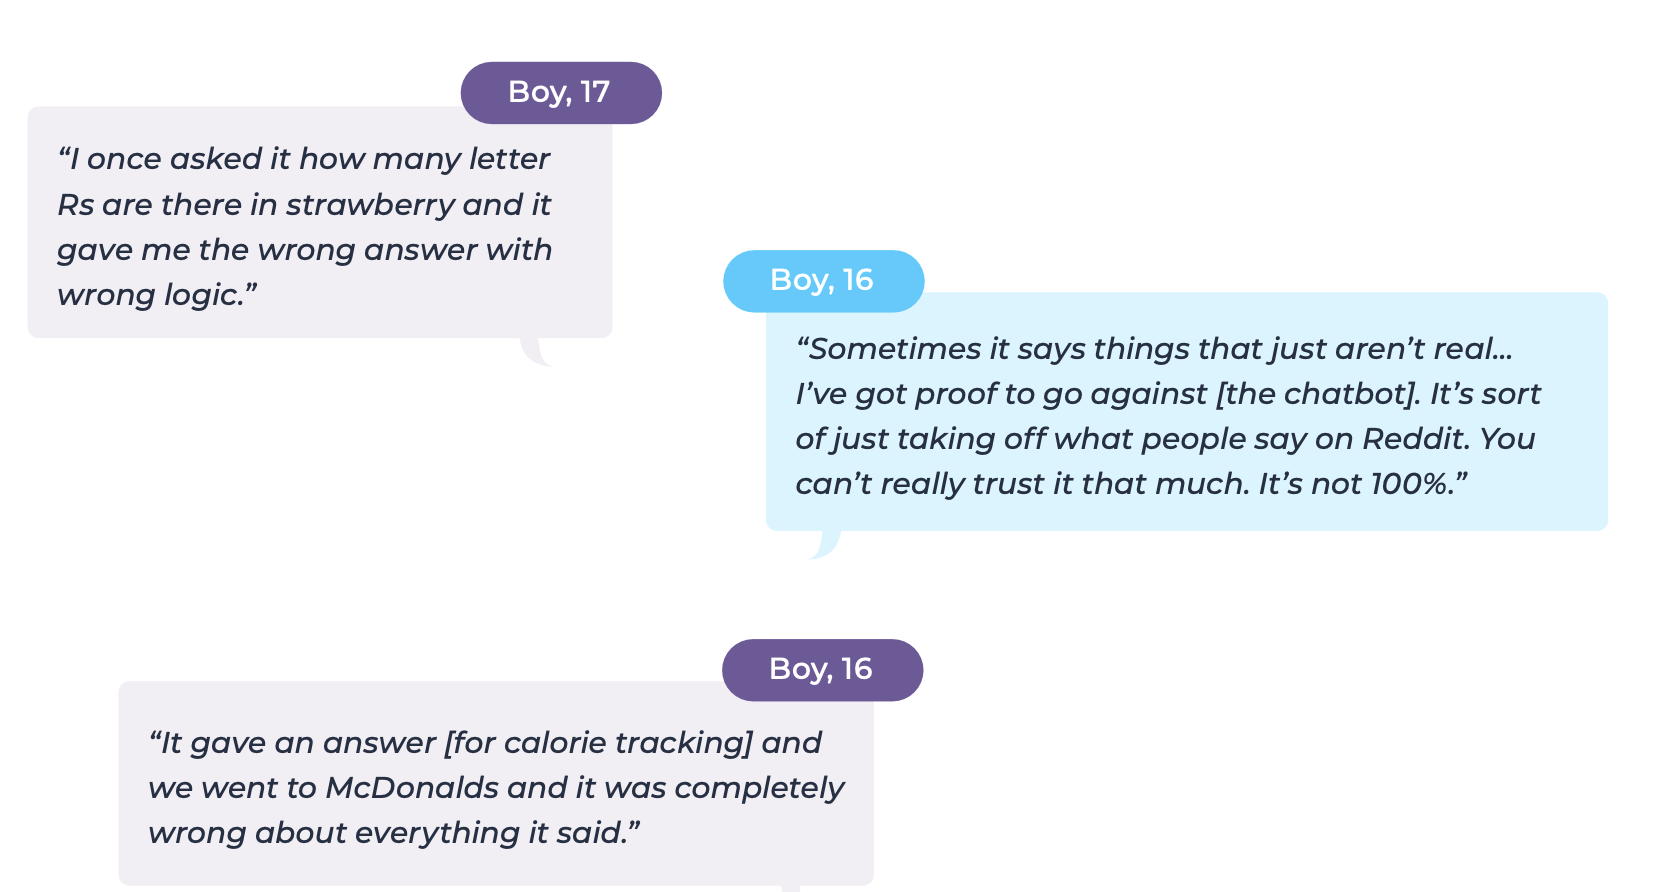 Boy, 17
“I once asked it how many letter
Rs are there in strawberry and it
gave me the wrong answer with
wrong logic.”
Boy, 16
“Sometimes it says things that just aren’t real...
I’ve got proof to go against [the chatbot]. It’s sort
of just taking off what people say on Reddit. You
can’t really trust it that much. It’s not 100%.”
Boy, 16
“It gave an answer [for calorie tracking] and
we went to McDonalds and it was completely
wrong about everything it said.”